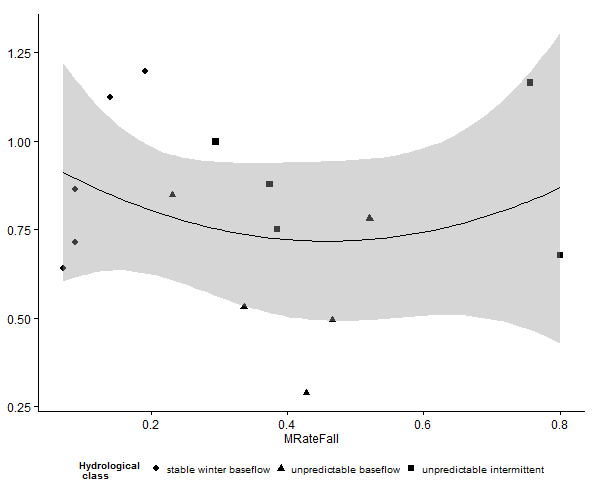 1.25
1.00
0.75
0.50
0.25
0.2 0.4 0.6 0.8
MRateFall
Hydrological
class
stable winter baseflow unpredictable baseflow unpredictable intermittent